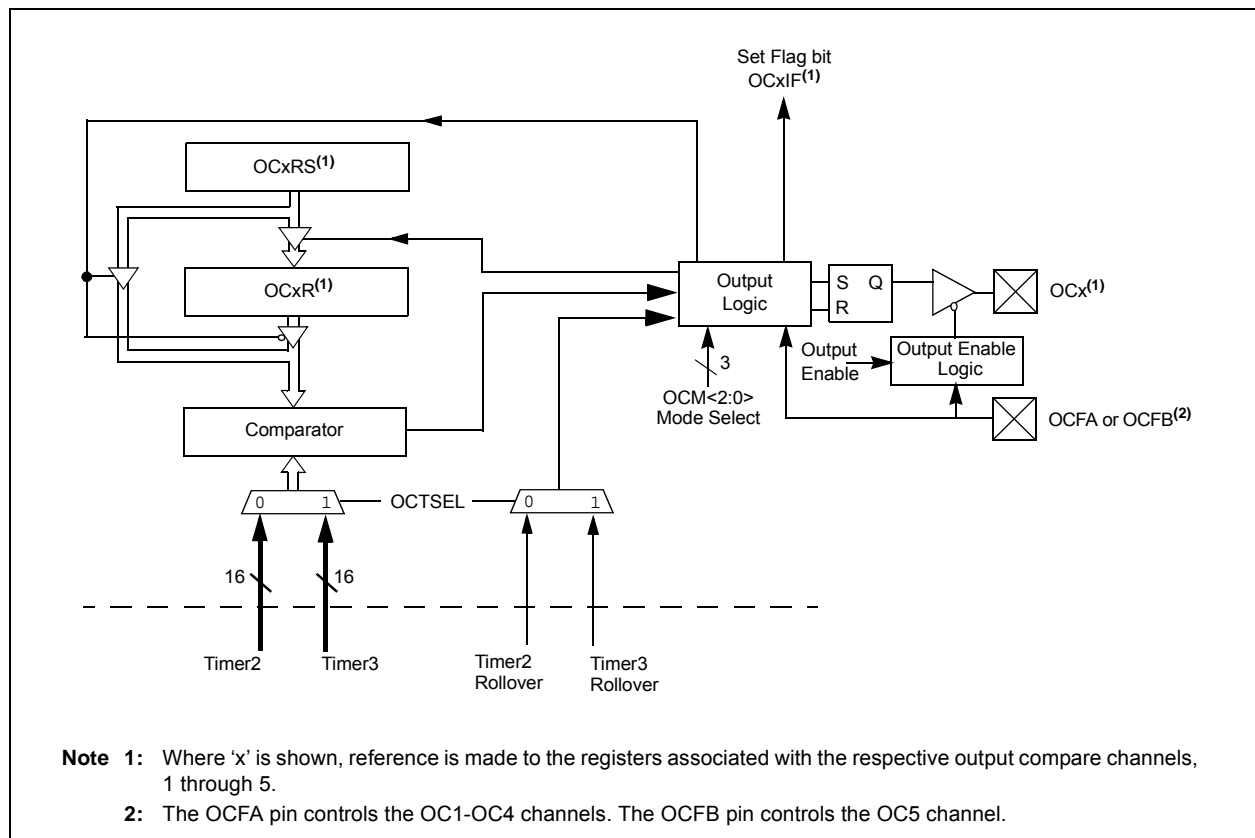 Set Flag bit
OCxIF(1)
OCxRS(1)
OCxR(1)
Output
Logic
S Q
R
OCx(1)
3
Output
Enable
Output Enable
Logic
OCM<2:0>
Mode Select
OCFA or OCFB(2)
Comparator
0 1
OCTSEL
0 1
16
16
Timer2
Timer3
Timer2
Rollover
Timer3
Rollover
Note 1: Where ‘x’ is shown, reference is made to the registers associated with the respective output compare channels,
1 through 5.
2: The OCFA pin controls the OC1-OC4 channels. The OCFB pin controls the OC5 channel.